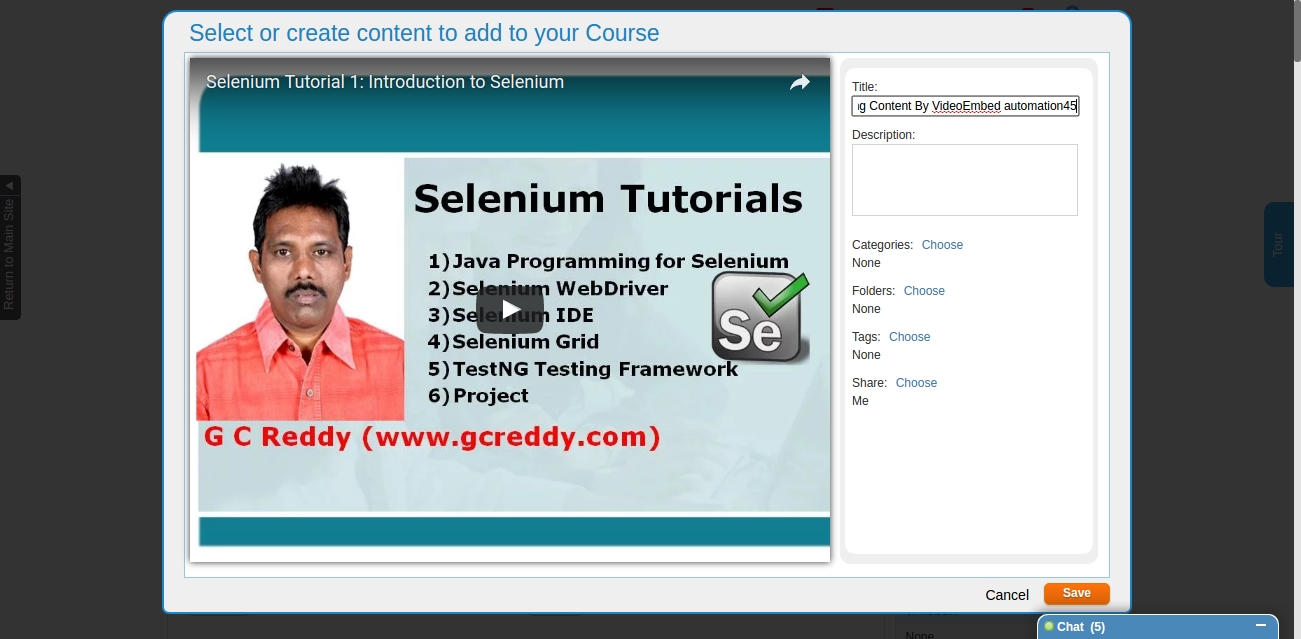 Select or create content to add to your Course
Selenium Tutorial 1: Introduction to Selenium
Selenium Tutorials
1)Java Programming for Selenium
2)Selenium WebDriver
3)Selenium IDE
4)Selenium Grid
5)TestNG Testing Framework
6)Project
Se
G C Reddy (www.gcreddy.com)
Title:
g Content By VideoEmbed automation45
Description:
Categories: Choose
None
Folders: Choose
None
Tags: Choose
None
Share: Choose
Me
Cancel
Save
Return to Main Site
Tour
None
Chat (5)